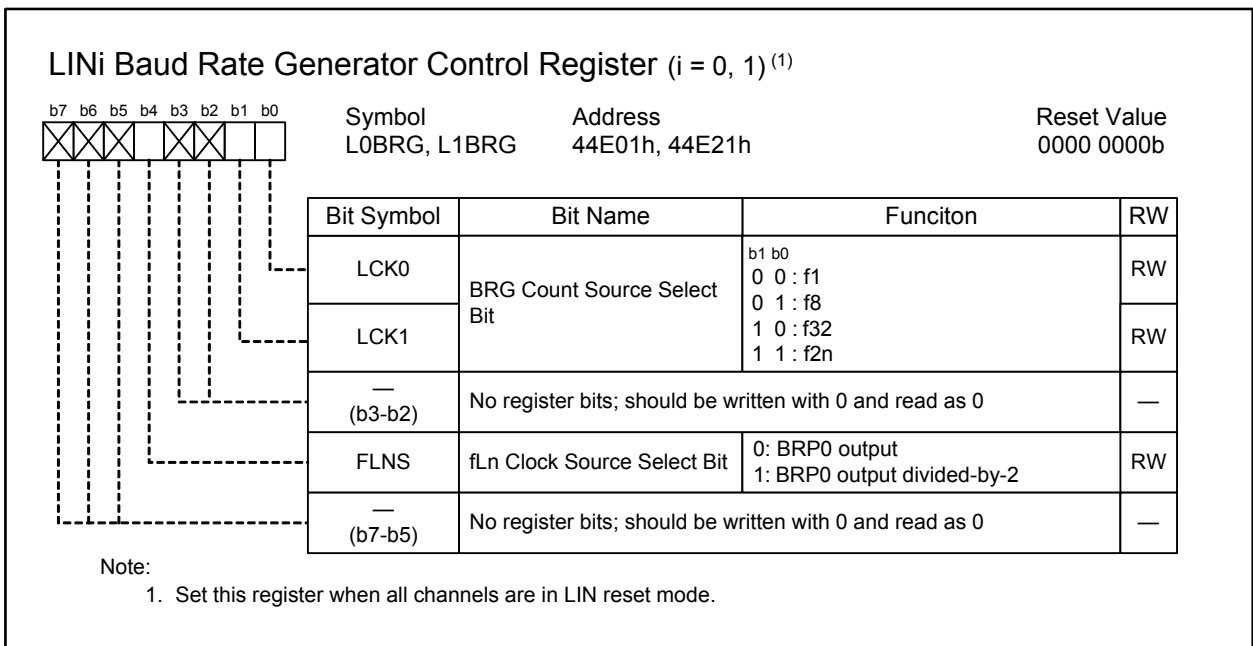 LINi Baud Rate Generator Control Register (i = 0, 1) (1)
b7 b6 b5 b4 b3 b2 b1 b0
Symbol Address Reset Value
L0BRG, L1BRG 44E01h, 44E21h 0000 0000b
Bit Symbol Bit Name Funciton RW
LCK0
LCK1
BRG Count Source Select
Bit
b1 b0
0 0 : f1
0 1 : f8
1 0 : f32
1 1 : f2n
RW
RW
—
(b3-b2)
No register bits; should be written with 0 and read as 0 —
FLNS fLn Clock Source Select Bit
0: BRP0 output
1: BRP0 output divided-by-2
RW
—
(b7-b5)
No register bits; should be written with 0 and read as 0 —
Note:
1. Set this register when all channels are in LIN reset mode.